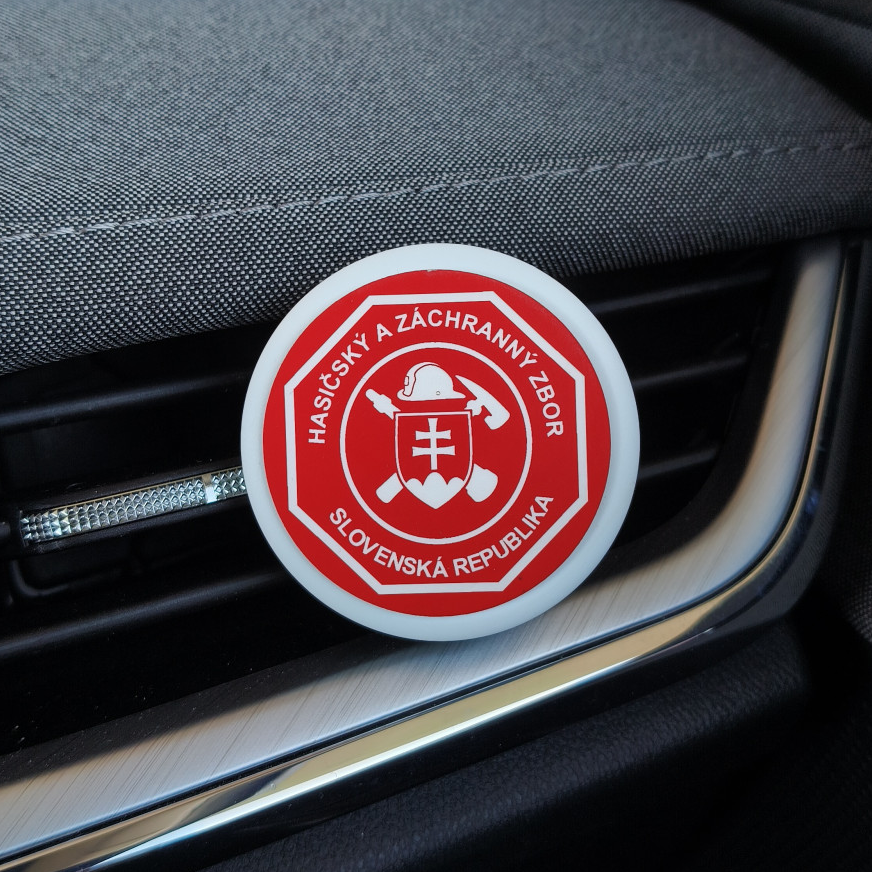 HASIČSKÝ A ZÁCHRANNÝ ZBOR
SLOVENSKÁ REPUBLIKA